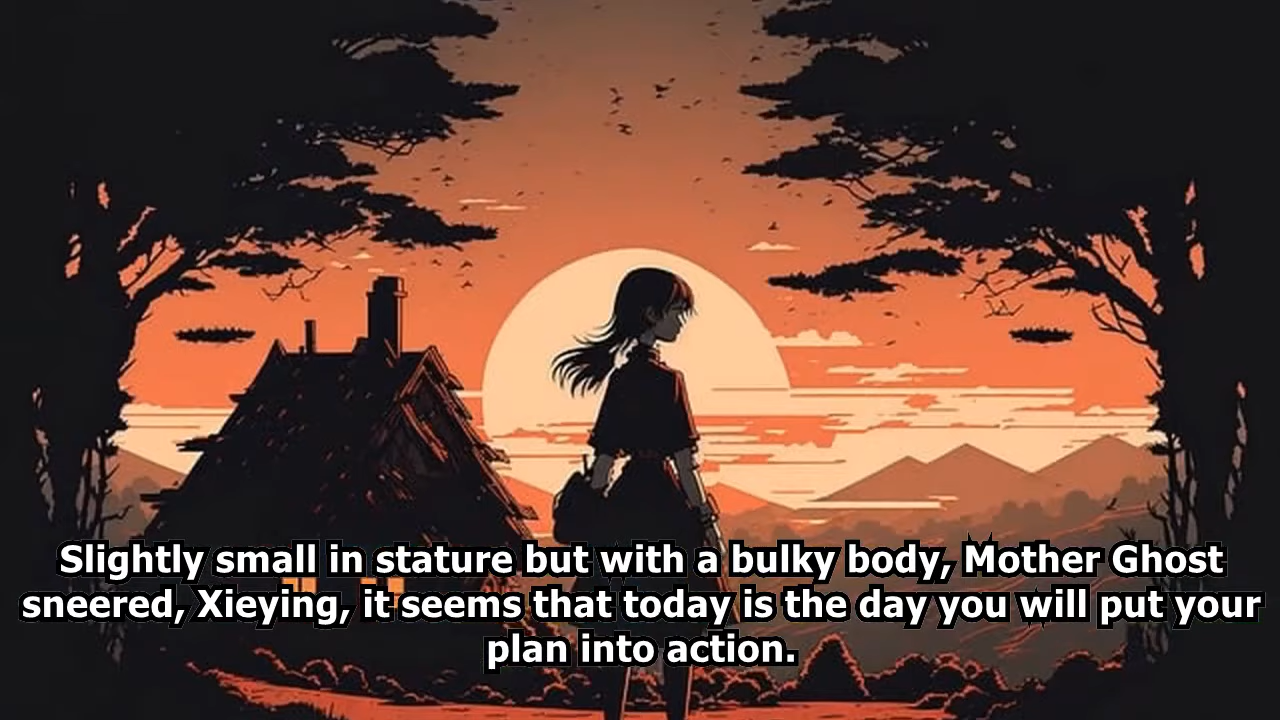 Slightly small in stature but with a bulky body, Mother Ghost
sneered, Xieying, it seems that today is the day you will put your
plan into action.